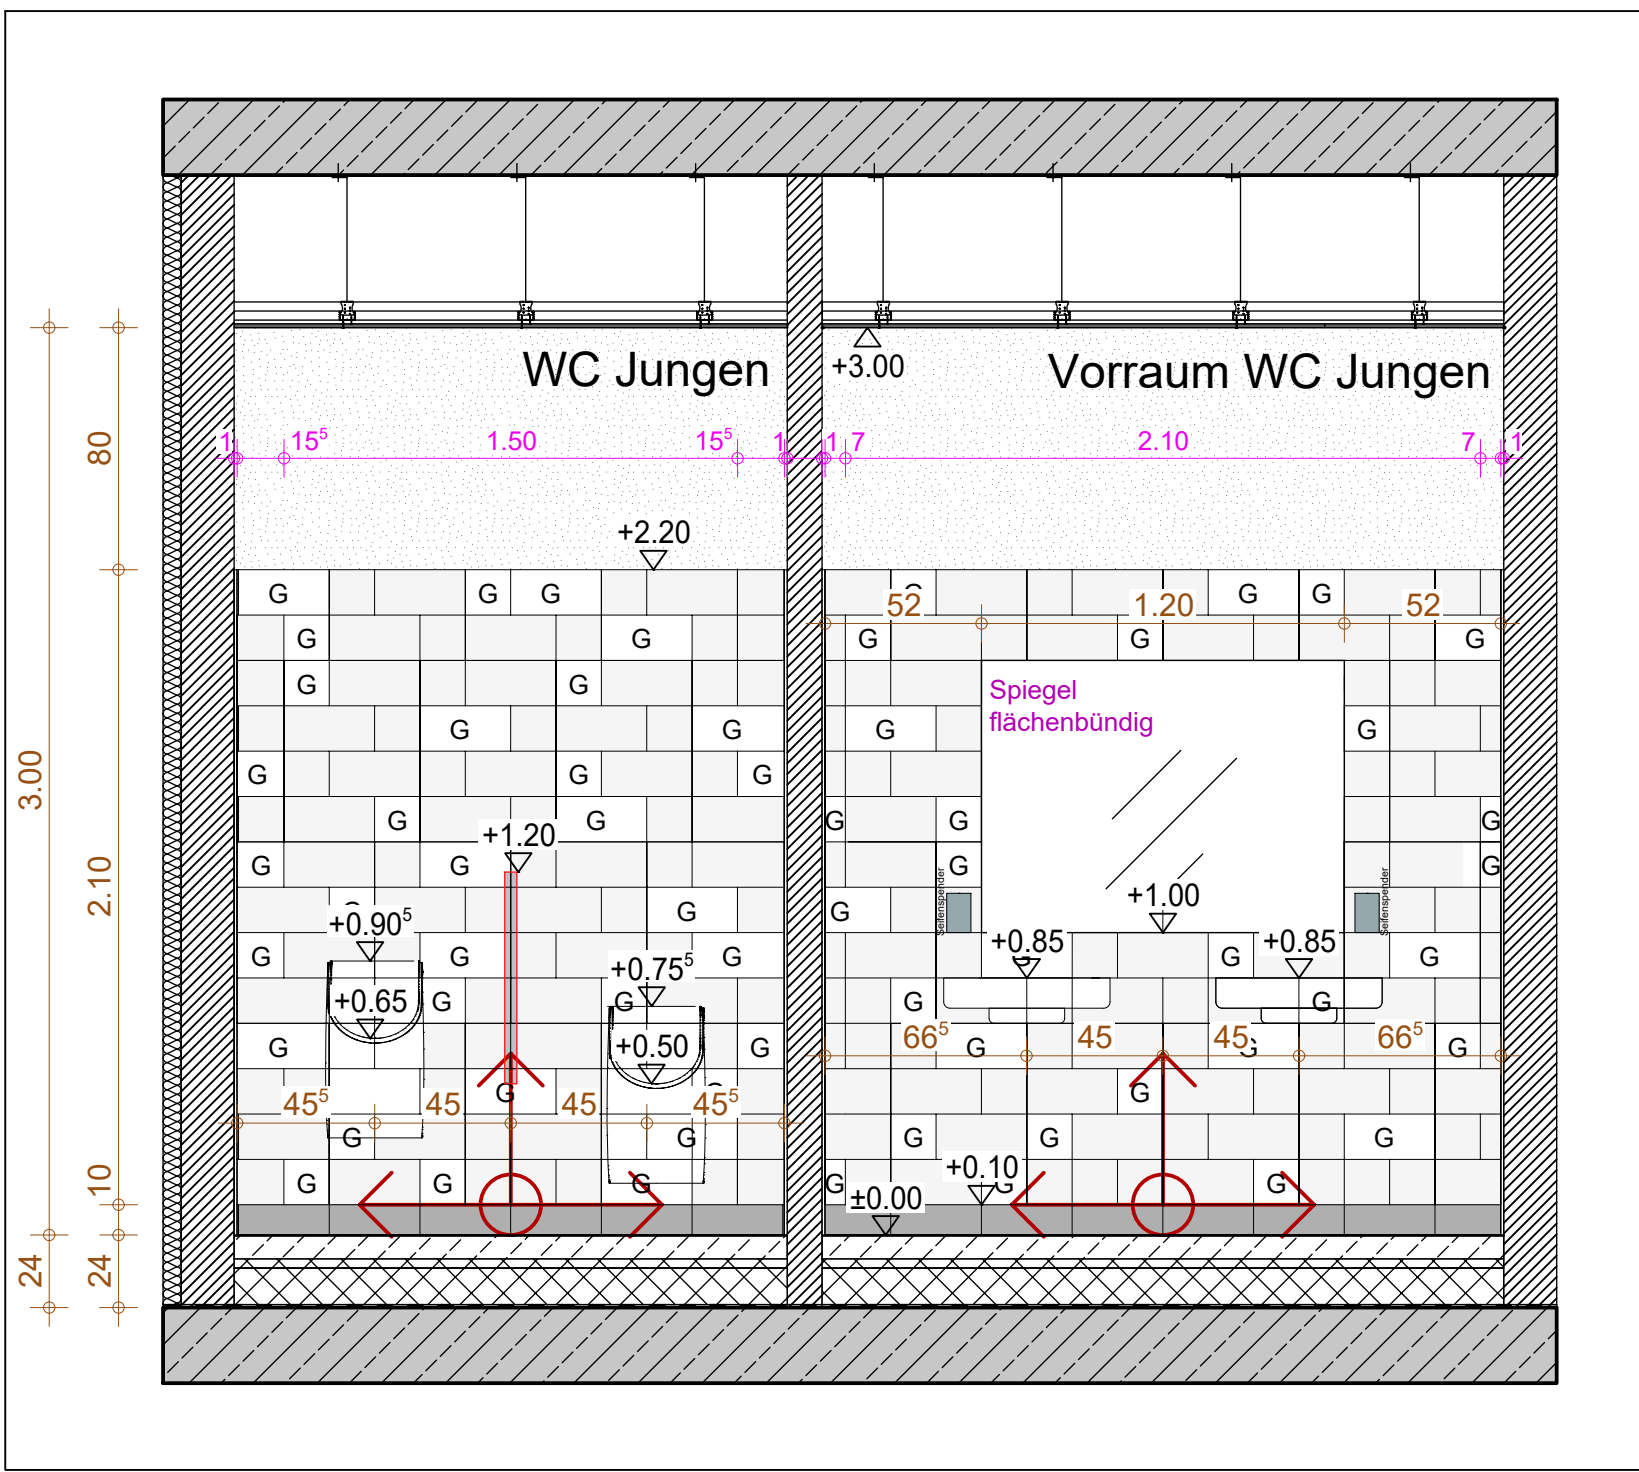 WC Jungen
Vorraum WC Jungen
+3.00
1 15⁵ 1.50 15⁵ 1 1 7 2.10 7 1
80
+2.20
G G G G G G
52 1.20 52
G G G G G
G G
Spiegel
flächenbündig
G G G G
3.00
G G G
G G G G G
+1.20
G G G G
2.10
Seifenspender
Seifenspender
G G
+1.00
+0.90⁵
+0.85
+0.85
G G G G G G
+0.75⁵
+0.65
G G G G
G G G G
+0.50
66⁵ 45 45 66⁵
G G
45⁵ 45 45 45⁵
G G G G G
+0.10
10
G G G G G G
±0.00
24
24